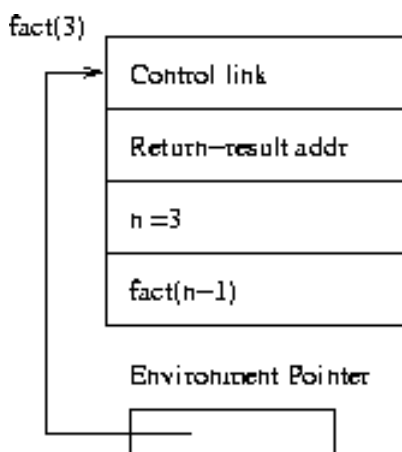 fact(3)
Control link
Return-result addr
n =3
fact(n-1)
Environment Pointer